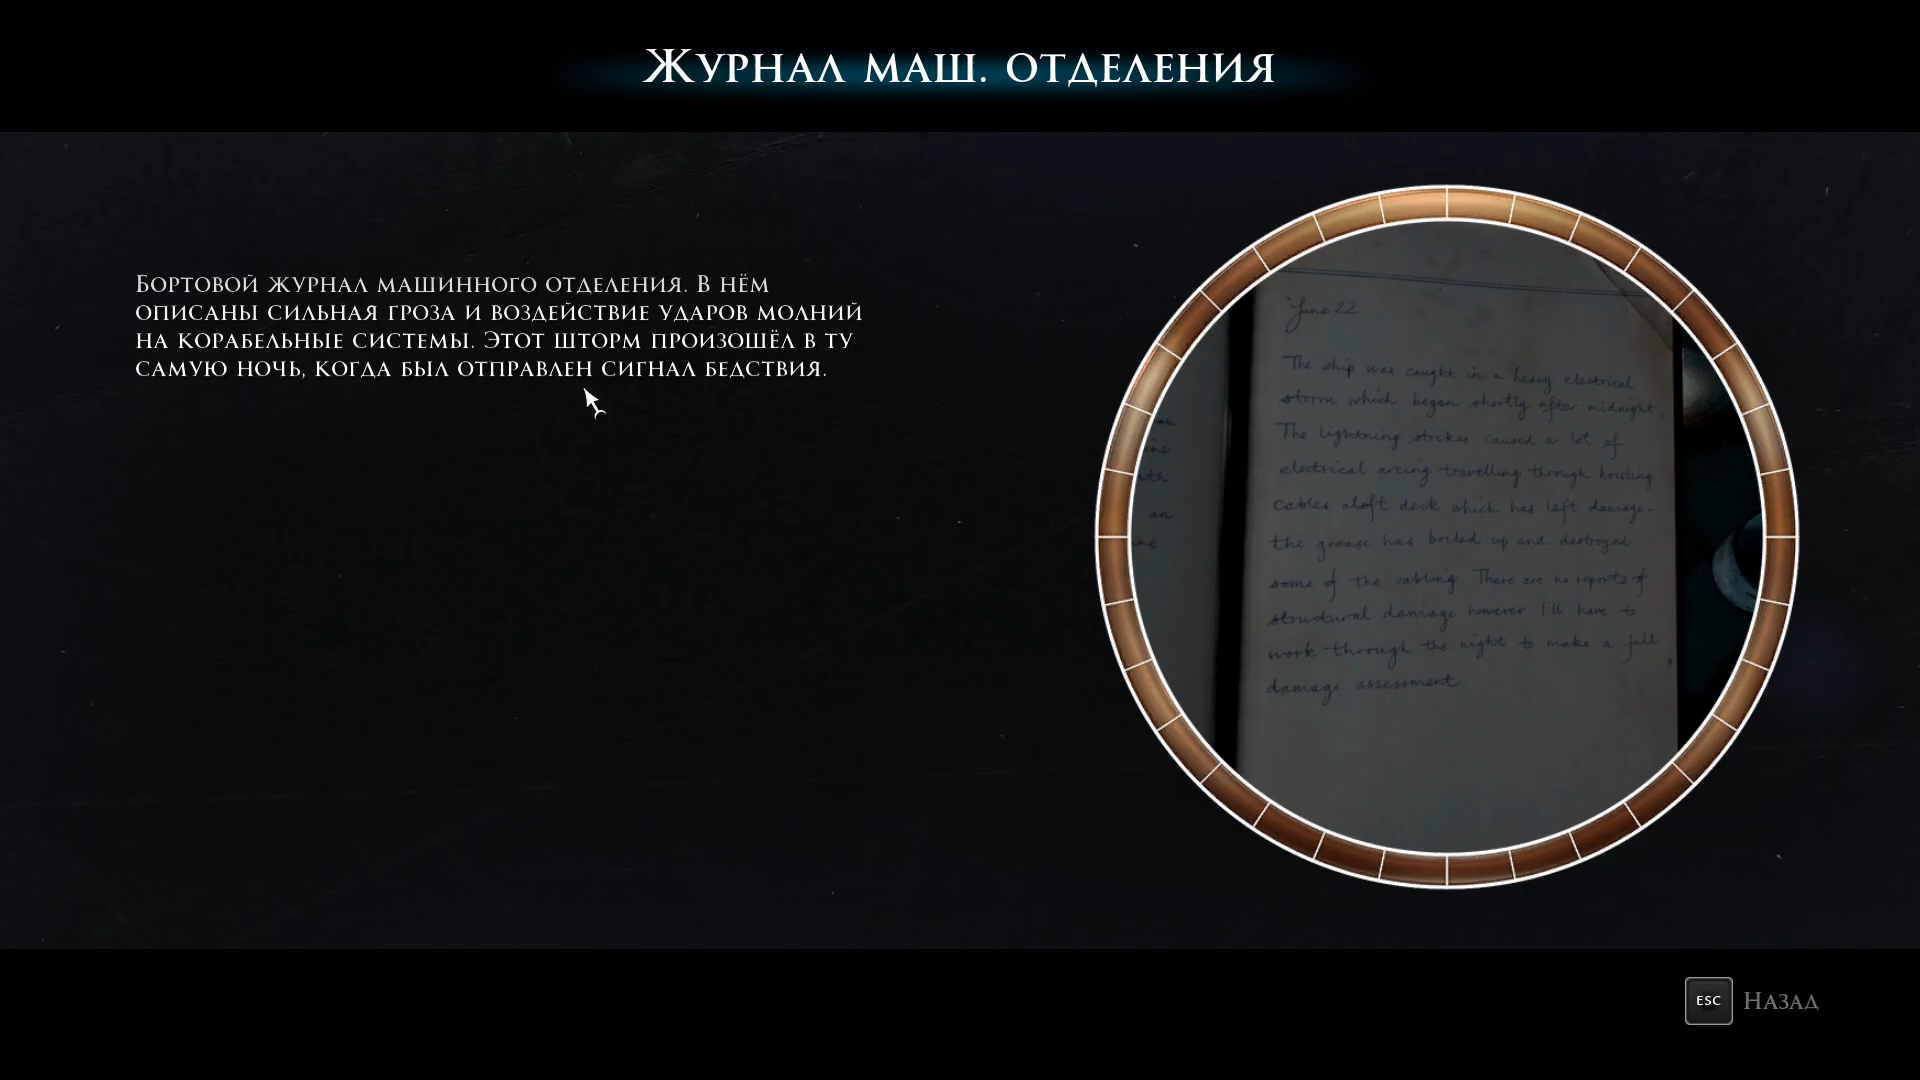 Журнал маш. отделения
Бортовой журнал машинного отделения. В нём
описаны сильная гроза и воздействие ударов молний
на корабельные системы. Этот шторм произошёл в ту
самую ночь, когда был отправлен сигнал бедствия.
June 22
The ship was caught in a heavy electrical
storm which began shortly after midnight.
The lightning strikes caused a lot of
electrical arcing travelling through hoisting
cables aloft deck which has left damage-
the grease has boiled up and destroyed
some of the cabling. There are no reports of
structural damage however I'll have to
work through the night to make a full
damage assessment.
an
ESC Назад